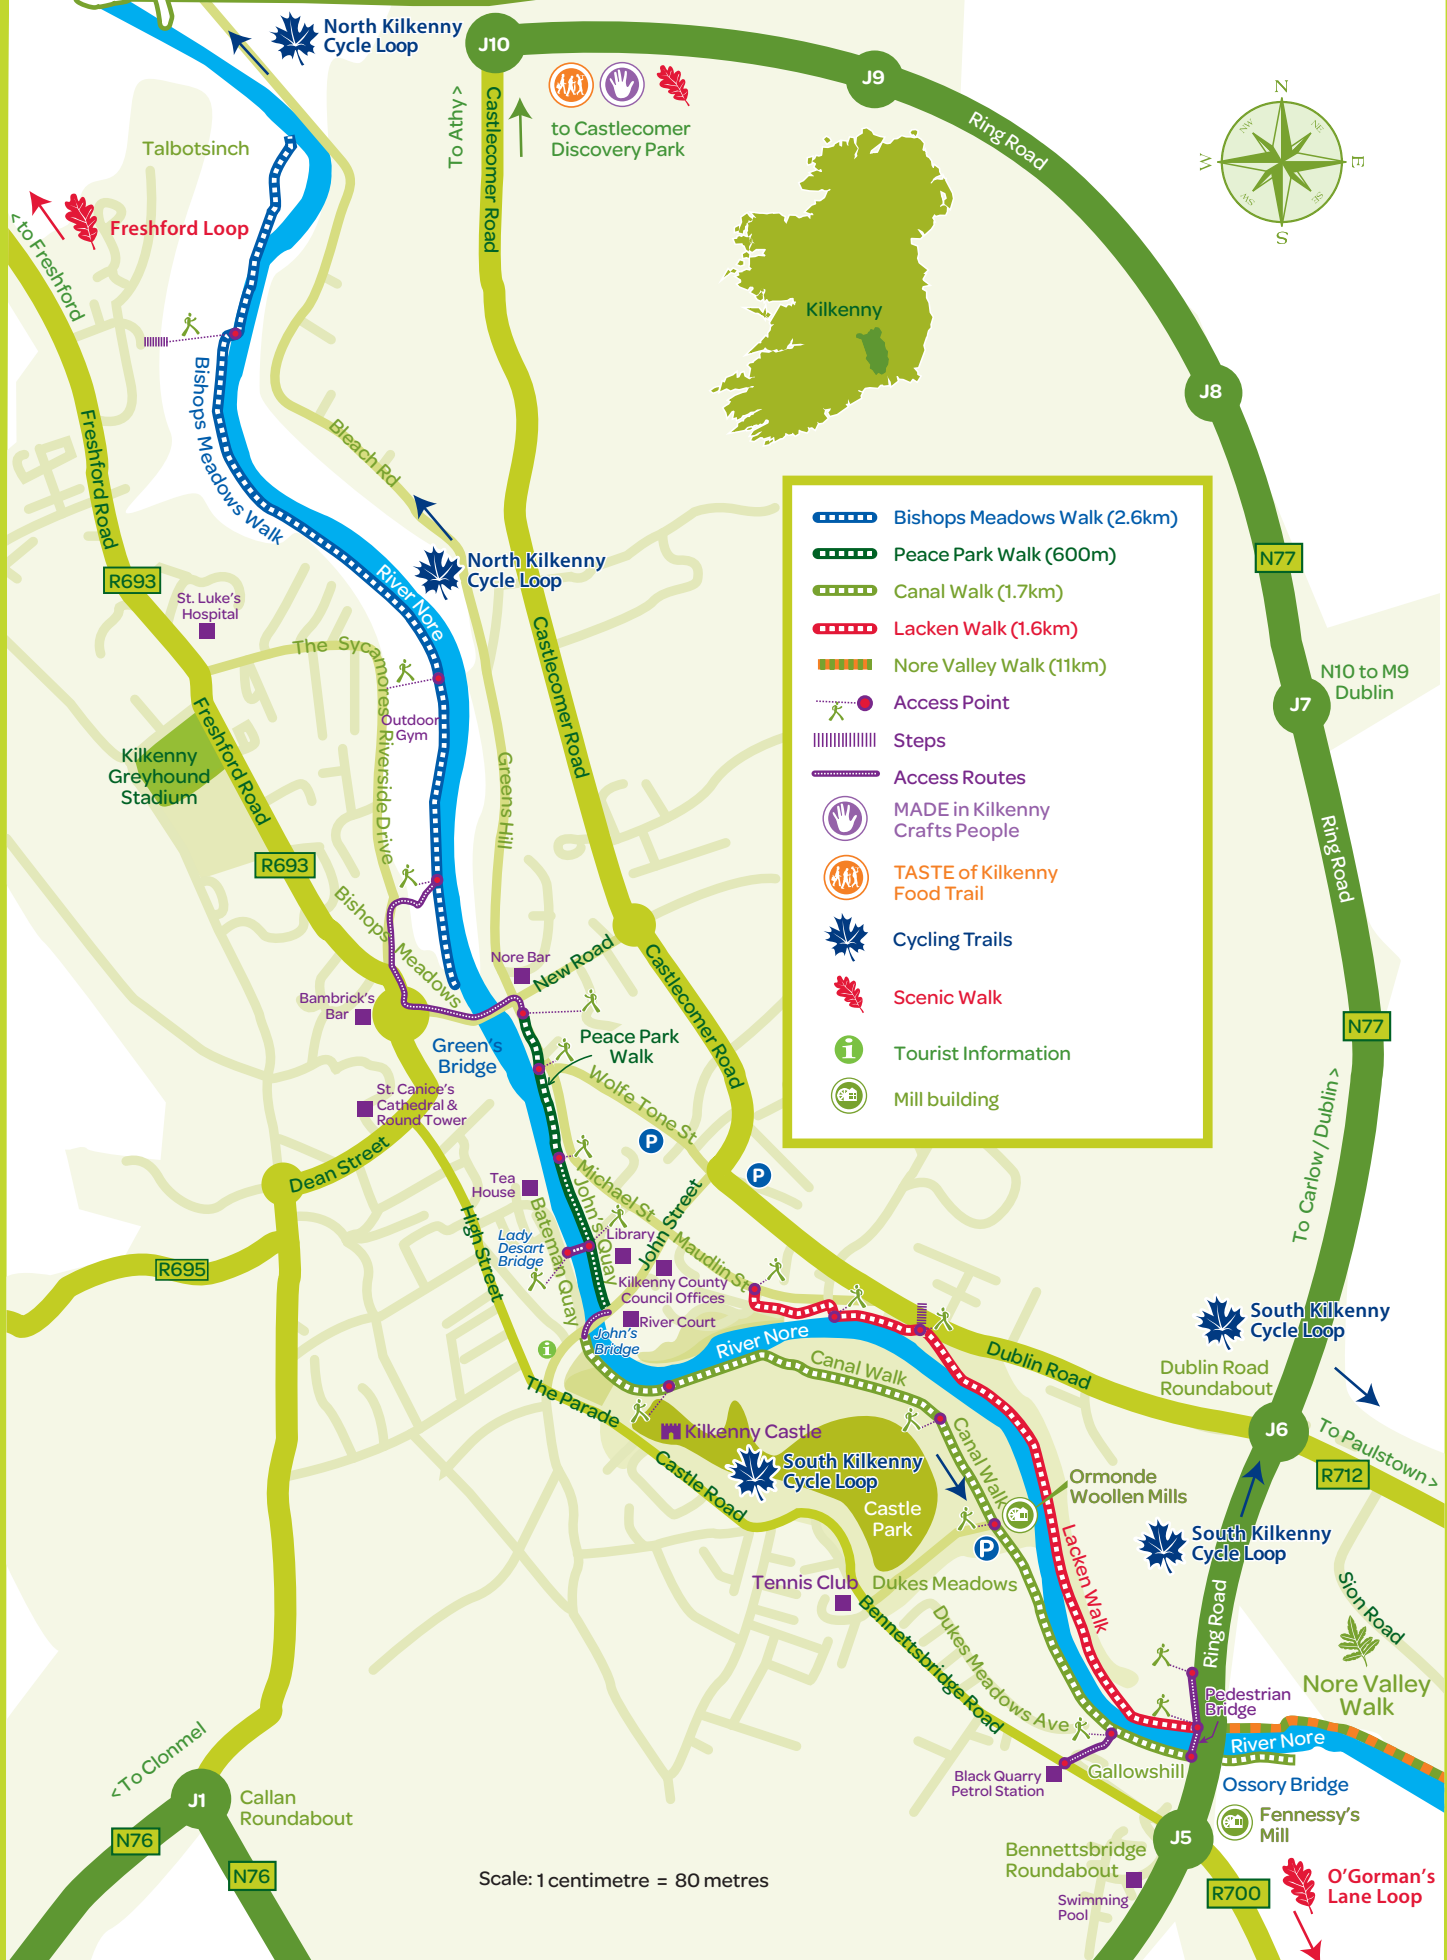 North Kilkenny
Cycle Loop
J10
J9
To Athy >
Castlecomer Road
to Castlecomer
Discovery Park
Ring Road
N
NE
E
SE
S
SW
W
NW
Talbotsinch
Freshford Loop
< to Freshford
Kilkenny
J8
Bishops Meadows Walk
Freshford Road
Bleach Rd
R693
St. Luke's
Hospital
River Nore
North Kilkenny
Cycle Loop
Bishops Meadows Walk (2.6km)
Peace Park Walk (600m)
Canal Walk (1.7km)
Lacken Walk (1.6km)
Nore Valley Walk (11km)
Access Point
Steps
Access Routes
MADE in Kilkenny
Crafts People
TASTE of Kilkenny
Food Trail
Cycling Trails
Scenic Walk
i
Tourist Information
Mill building
N77
N10 to M9
Dublin
J7
The Sycamores
Riverside Drive
Castlecomer Road
Outdoor
Gym
Greens Hill
Kilkenny
Greyhound
Stadium
Freshford Road
R693
Ring Road
Bishops Meadows
Nore Bar
New Road
Castlecomer Road
Bambrick's
Bar
N77
Green's
Bridge
Peace Park
Walk
Wolfe Tone St
St. Canice's
Cathedral &
Round Tower
Dean Street
P
P
To Carlow / Dublin >
Tea
House
Michael St
John's Quay
John Street
Bateman Quay
High Street
Lady
Desart
Bridge
Library
Maudlin St
Kilkenny County
Council Offices
River Court
John's
Bridge
i
R695
River Nore
Canal Walk
Dublin Road
South Kilkenny
Cycle Loop
Dublin Road
Roundabout
J6
To Paulstown >
R712
The Parade
Kilkenny Castle
Castle Road
South Kilkenny
Cycle Loop
Castle
Park
Canal Walk
Ormonde
Woollen Mills
P
Lacken Walk
South Kilkenny
Cycle Loop
Tennis Club
Dukes Meadows
Bennettsbridge Road
Dukes Meadows Ave
Ring Road
Sion Road
Nore Valley
Walk
Pedestrian
Bridge
River Nore
Gallowshill
Black Quarry
Petrol Station
Ossory Bridge
Fennessy's
Mill
<To Clonmel
J1
Callan
Roundabout
N76
N76
J5
Bennettsbridge
Roundabout
Swimming
Pool
R700
O'Gorman's
Lane Loop
Scale: 1 centimetre = 80 metres